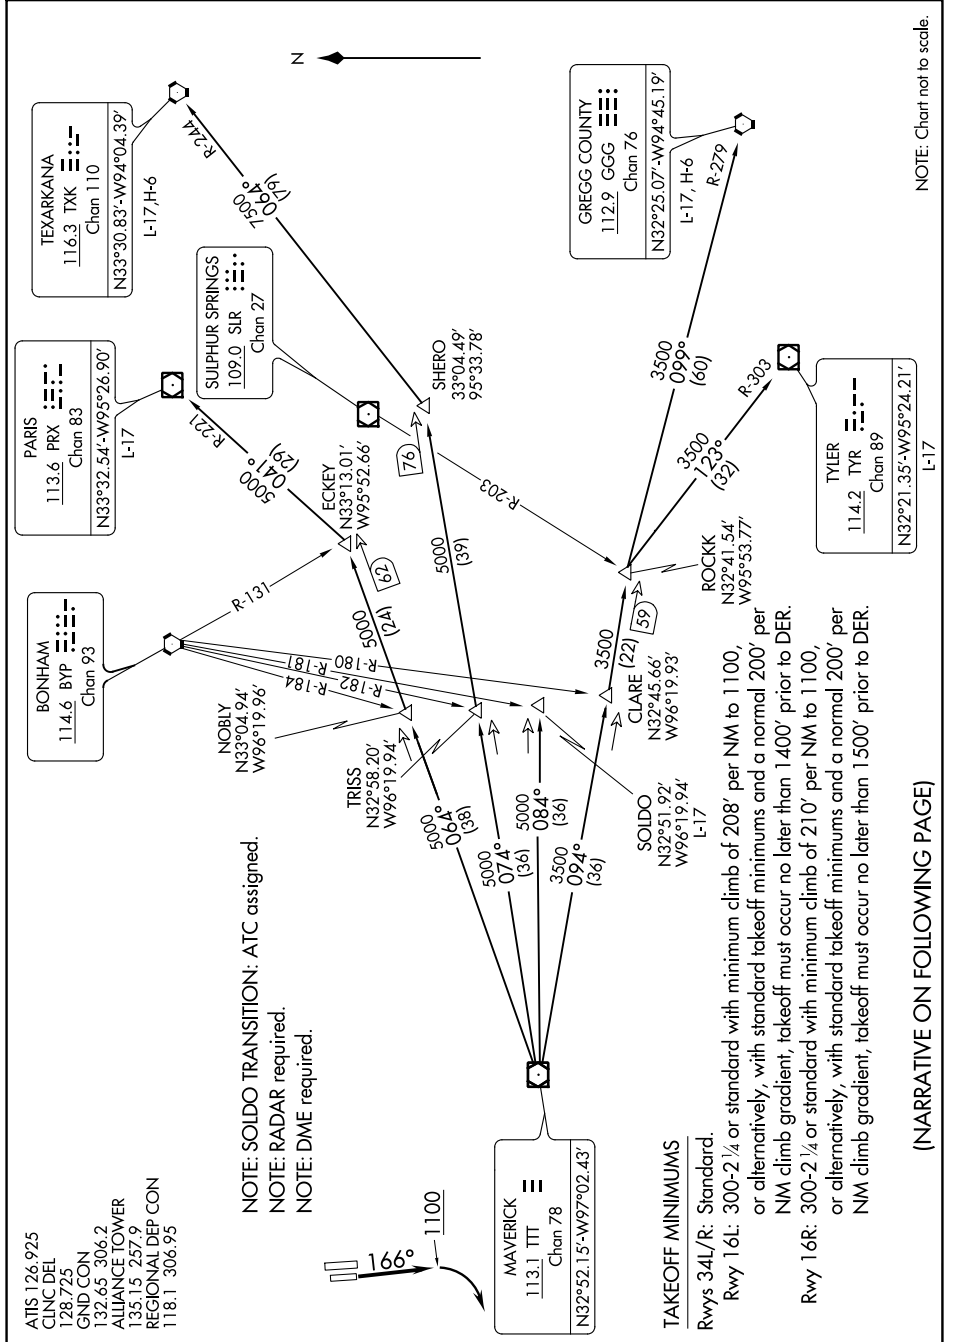 ATIS 126.925
CLNC DEL
128.725
GND CON
132.65 306.2
ALLIANCE TOWER
135.15 257.9
REGIONAL DEP CON
118.1 306.95
NOTE: SOLDO TRANSITION: ATC assigned.
NOTE: RADAR required.
NOTE: DME required.
BONHAM
114.6 BYP
Chan 93
PARIS
113.6 PRX
Chan 83
N33°32.54'-W95°26.90'
L-17
TEXARKANA
116.3 TXK
Chan 110
N33°30.83'-W94°04.39'
L-17,H-6
SULPHUR SPRINGS
109.0 SLR
Chan 27
N
R-244
7500
064°
(79)
R-221
5000
041°
(29)
R-131
ECKEY
N33°13.01'
W95°52.66'
62
5000
(24)
R-184
R-182
R-181
R-180
NOBLY
N33°04.94'
W96°19.96'
TRISS
N32°58.20'
W96°19.94'
SHERO
33°04.49'
95°33.78'
76
5000
(39)
R-203
5000
064°
(38)
5000
074°
(36)
5000
084°
(36)
3500
094°
(36)
SOLDO
N32°51.92'
W96°19.94'
L-17
CLARE
N32°45.66'
W96°19.93'
3500
(22)
59
ROCKK
N32°41.54'
W95°53.77'
3500
099°
(60)
R-279
3500
123°
(32)
R-303
GREGG COUNTY
112.9 GGG
Chan 76
N32°25.07'-W94°45.19'
L-17, H-6
TYLER
114.2 TYR
Chan 89
N32°21.35'-W95°24.21'
L-17
166°
1100
MAVERICK
113.1 TTT
Chan 78
N32°52.15'-W97°02.43'
TAKEOFF MINIMUMS
Rwys 34L/R: Standard.
Rwy 16L: 300-2¼ or standard with minimum climb of 208' per NM to 1100,
or alternatively, with standard takeoff minimums and a normal 200' per
NM climb gradient, takeoff must occur no later than 1400' prior to DER.
Rwy 16R: 300-2¼ or standard with minimum climb of 210' per NM to 1100,
or alternatively, with standard takeoff minimums and a normal 200' per
NM climb gradient, takeoff must occur no later than 1500' prior to DER.
(NARRATIVE ON FOLLOWING PAGE)
NOTE: Chart not to scale.